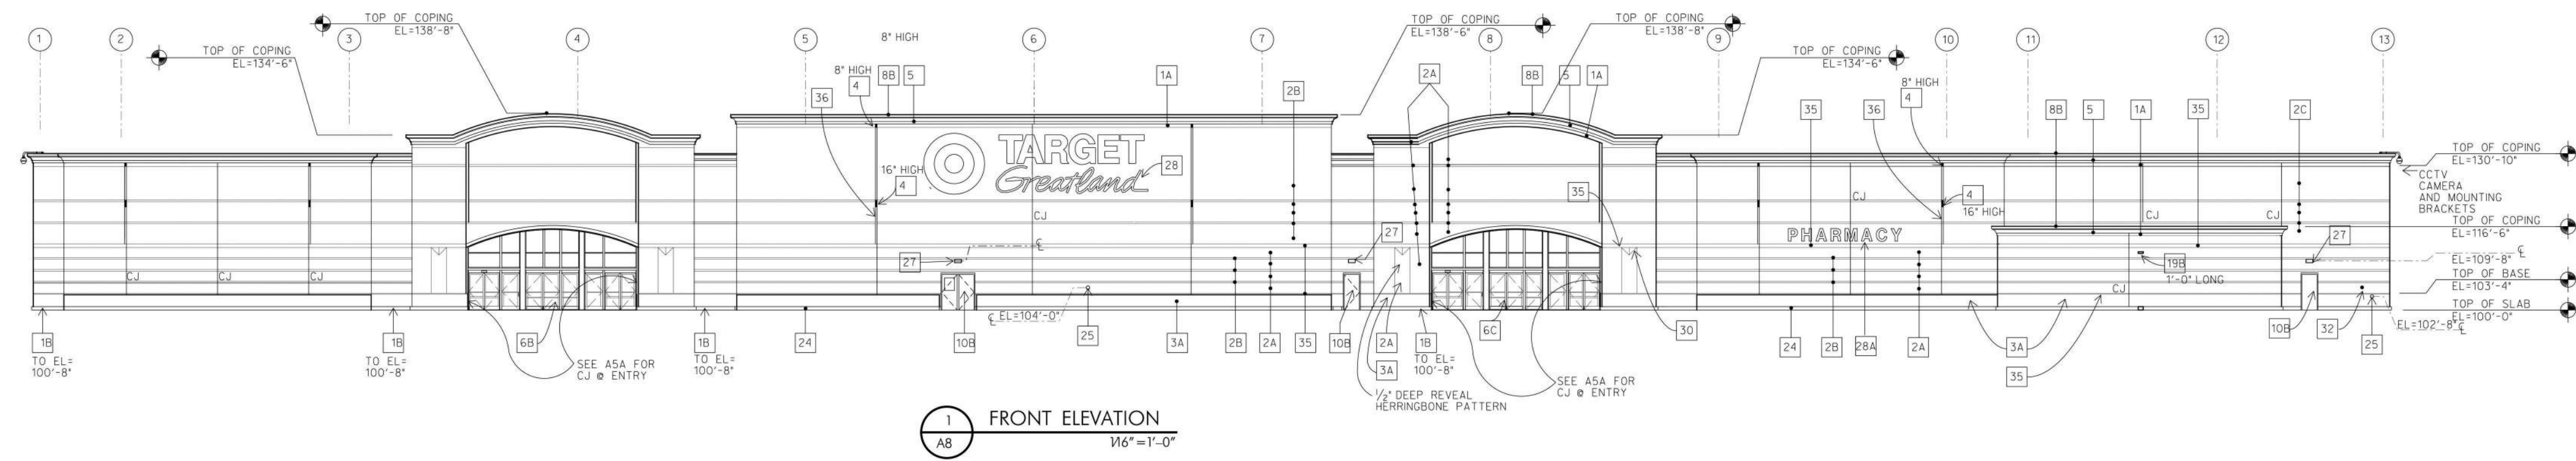 1
2
3
4
5
6
7
8
9
10
11
12
13
TOP OF COPING
EL=134'-6"
TOP OF COPING
EL=138'-8"
8" HIGH
TOP OF COPING
EL=138'-6"
TOP OF COPING
EL=138'-8"
TOP OF COPING
EL=134'-6"
8" HIGH
4
8B
5
1A
36
2B
16" HIGH
4
2A
8B
5
1A
35
36
8" HIGH
4
8B
5
1A
35
2C
TARGET
Greatland
28
CJ
35
4
16" HIGH
CJ
CJ
CJ
PHARMACY
27
27
27
19B
1'-0" LONG
CJ
CJ
CJ
CJ
TOP OF COPING
EL=130'-10"
CCTV
CAMERA
AND MOUNTING
BRACKETS
TOP OF COPING
EL=116'-6"
EL=109'-8"
TOP OF BASE
EL=103'-4"
TOP OF SLAB
EL=100'-0"
EL=102'-8"
EL=104'-0"
1B
TO EL=
100'-8"
1B
TO EL=
100'-8"
6B
SEE A5A FOR
CJ @ ENTRY
1B
TO EL=
100'-8"
24
10B
25
3A
2B
2A
35
10B
2A
3A
1B
TO EL=
100'-8"
1/2" DEEP REVEAL
HERRINGBONE PATTERN
6C
SEE A5A FOR
CJ @ ENTRY
30
24
2B
28A
2A
3A
35
10B
32
25
1
A8
FRONT ELEVATION
1/16" = 1'-0"